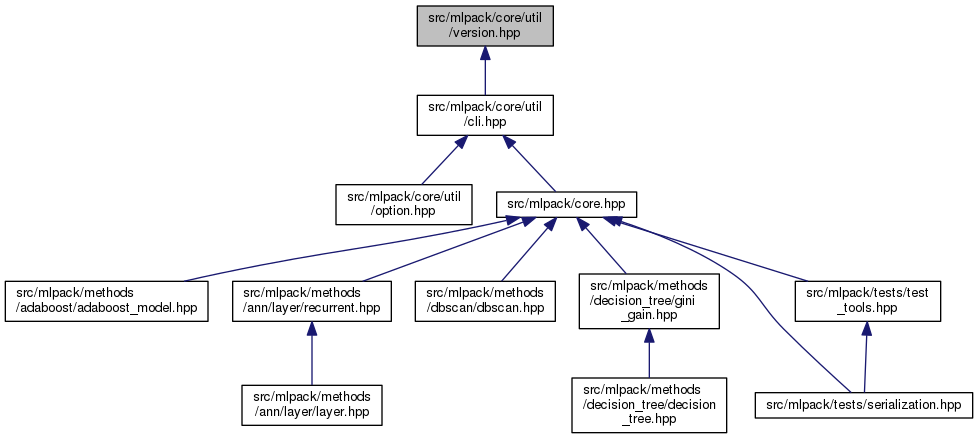 src/mlpack/core/util
/version.hpp
src/mlpack/core/util
/cli.hpp
src/mlpack/core/util
/option.hpp
src/mlpack/core.hpp
src/mlpack/methods
/adaboost/adaboost_model.hpp
src/mlpack/methods
/ann/layer/recurrent.hpp
src/mlpack/methods
/dbscan/dbscan.hpp
src/mlpack/methods
/decision_tree/gini
_gain.hpp
src/mlpack/tests/test
_tools.hpp
src/mlpack/methods
/ann/layer/layer.hpp
src/mlpack/methods
/decision_tree/decision
_tree.hpp
src/mlpack/tests/serialization.hpp